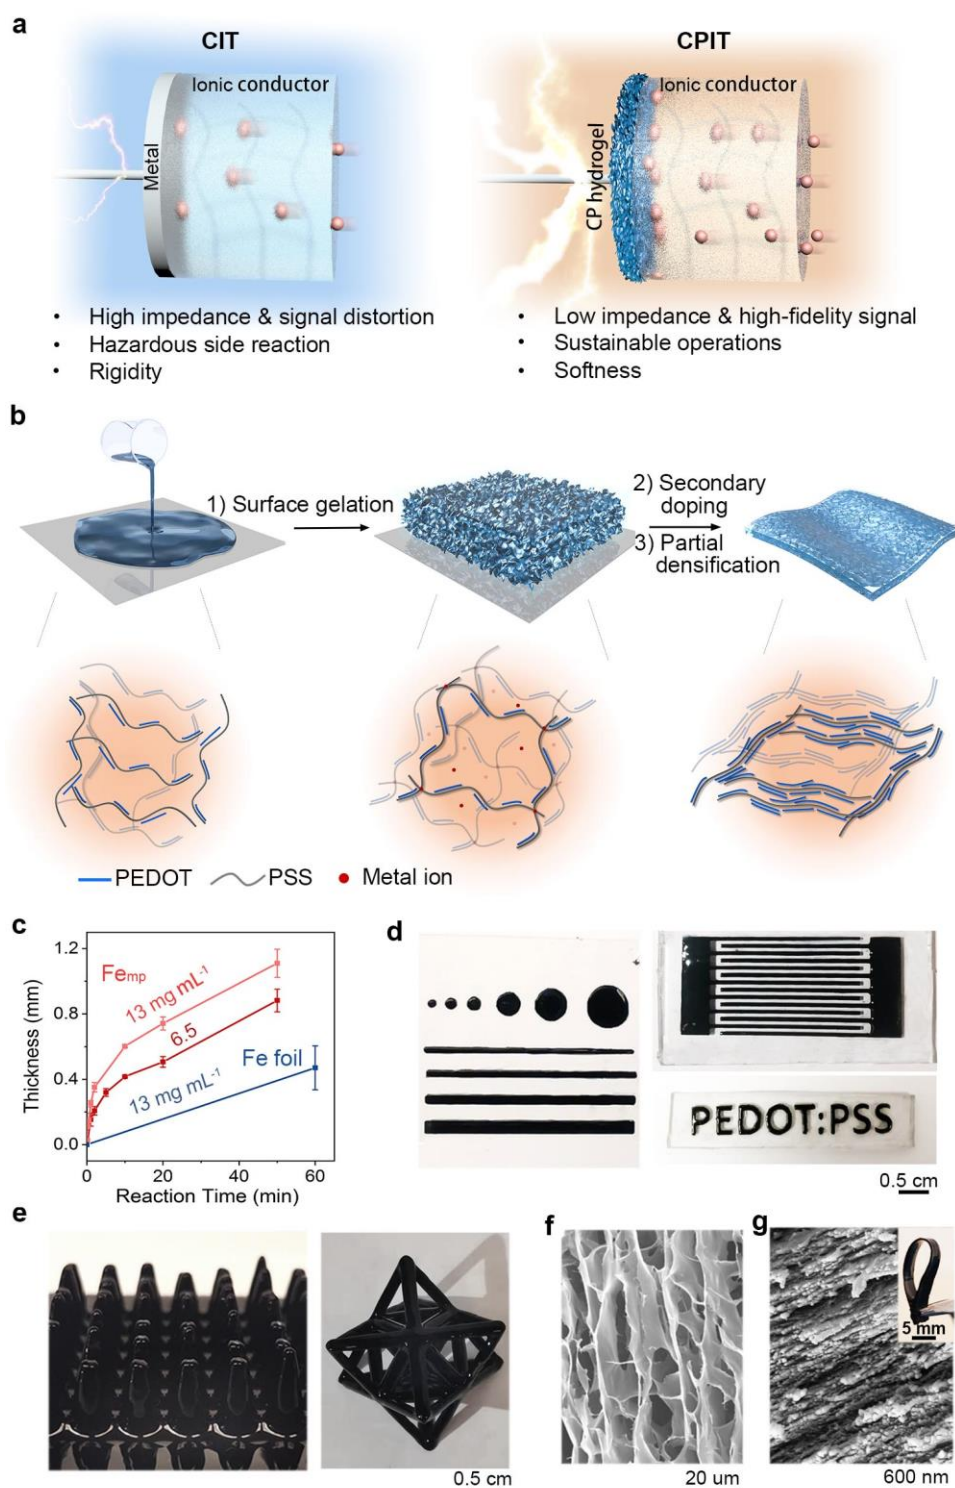 a
CIT
Ionic conductor
Metal
• High impedance & signal distortion
• Hazardous side reaction
• Rigidity
CPIT
Ionic conductor
CP hydrogel
• Low impedance & high-fidelity signal
• Sustainable operations
• Softness
b
1) Surface gelation
2) Secondary
doping
3) Partial
densification
PEDOT
PSS
Metal ion
c
1.2
0.8
0.4
0.0
Thickness (mm)
Femp
13 mg mL-1
6.5
Fe foil
13 mg mL-1
0 20 40 60
Reaction Time (min)
d
PEDOT:PSS
0.5 cm
e
0.5 cm
f
20 um
g
5 mm
600 nm